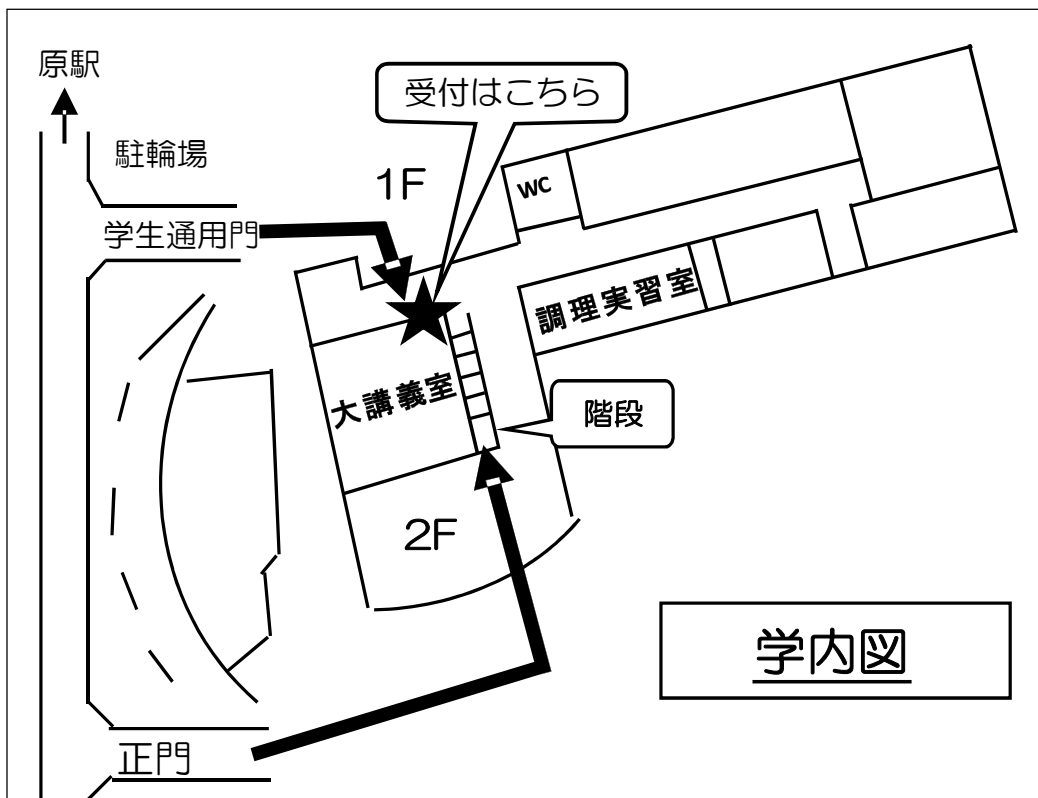 原駅
受付はこちら
駐輪場
1F
WC
学生通用門
調理実習室
大講義室
階段
2F
学内図
正門